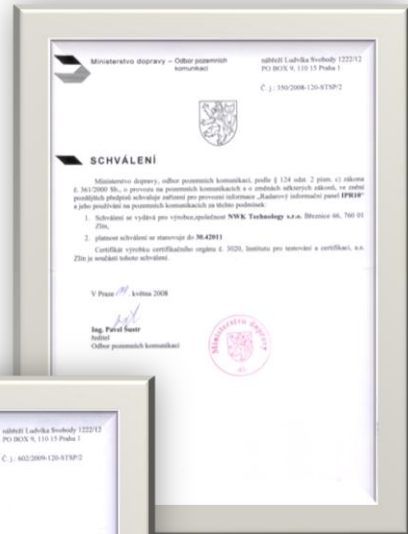 Ministerstvo dopravy – Odbor pozemních
komunikací
nábřeží Ludvíka Svobody 1222/12
PO BOX 9, 110 15 Praha 1
Č. j.: 350/2008-120-STSP/2
SCHVÁLENÍ
Ministerstvo dopravy, odbor pozemních komunikací, podle § 124 odst. 2 písm. c) zákona
č. 361/2000 Sb., o provozu na pozemních komunikacích a o změnách některých zákonů, ve znění
pozdějších předpisů schvaluje zařízení pro provozní informace „Radarový informační panel IPR10“
a jeho používání na pozemních komunikacích za těchto podmínek:
1. Schválení se vydává pro výrobce,společnost NWK Technology s.r.o. Březnice 66, 760 01
Zlín,
2. platnost schválení se stanovuje do 30.42011
Certifikát výrobku certifikačního orgánu č. 3020, Institutu pro testování a certifikaci, a.s.
Zlín je součástí tohoto schválení.
V Praze května 2008
Ing. Pavel Šustr
ředitel
Odbor pozemních komunikací
Ministerstvo dopravy
nábřeží Ludvíka Svobody 1222/12
PO BOX 9, 110 15 Praha 1
Č. j.: 602/2009-120-STSP/2